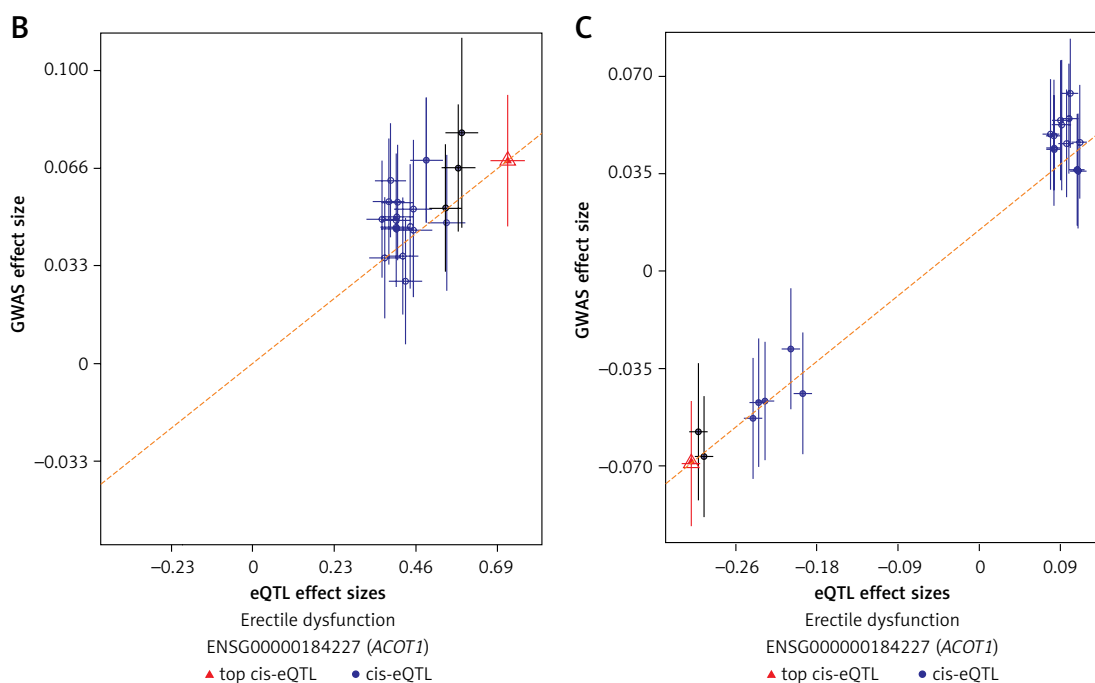 B
GWAS effect size
0.100
0.066
0.033
0
−0.033
−0.23 0 0.23 0.46 0.69
eQTL effect sizes
Erectile dysfunction
ENSG00000184227 (ACOT1)
top cis-eQTL cis-eQTL
C
GWAS effect size
0.070
0.035
0
−0.035
−0.070
−0.26 −0.18 −0.09 0 0.09
eQTL effect sizes
Erectile dysfunction
ENSG00000184227 (ACOT1)
top cis-eQTL cis-eQTL